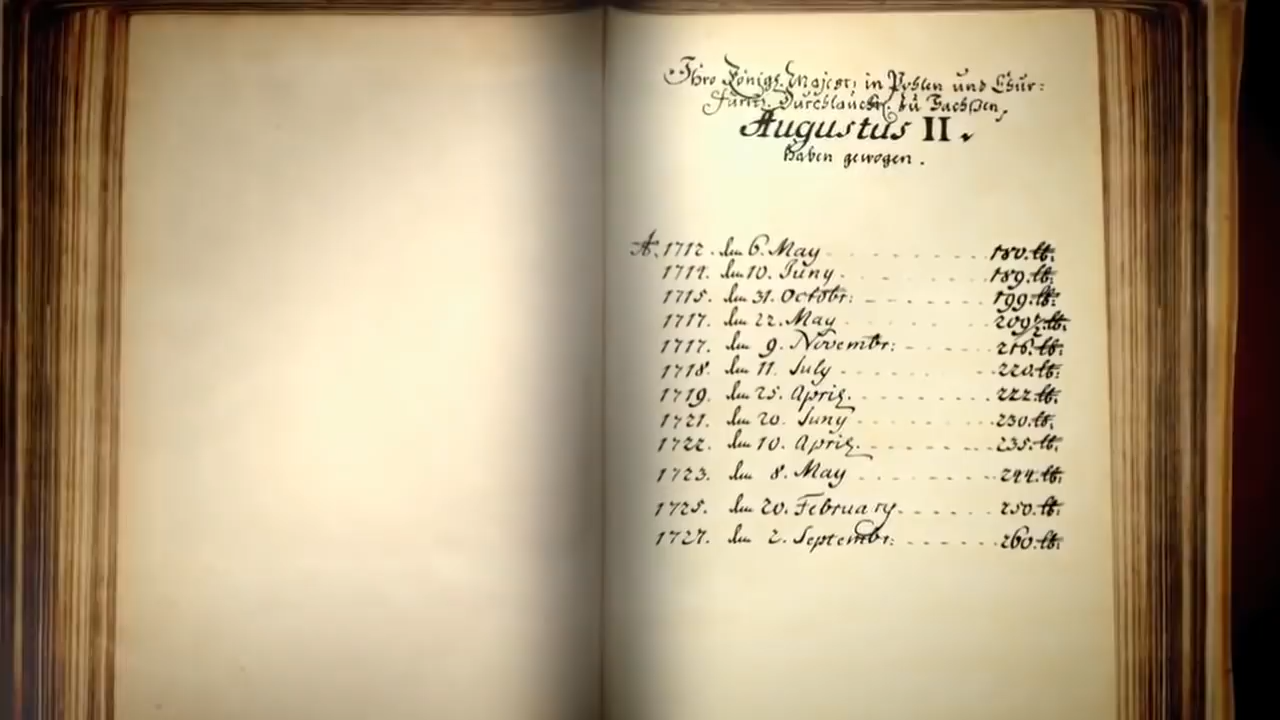 Ihro Königl. Majest: in Pohlen und Chur:
fürstl. Durchlaucht. zu Sachsen,
Augustus II.
haben gewogen.
A. 1712. den 6. May 180. lb.
1714. den 10. Juny. 189. lb.
1715. den 31. Octobr: 199. lb.
1717. den 22. May 209½. lb.
1717. den 9. Novembr: 216. lb.
1718. den 11. July 220. lb.
1719. den 25. April. 222. lb.
1721. den 20. Juny 230. lb.
1722. den 10. April. 235. lb.
1723. den 8. May 244. lb.
1725. den 20. February. 250. lb.
1727. den 2. Septembr: 260. lb.